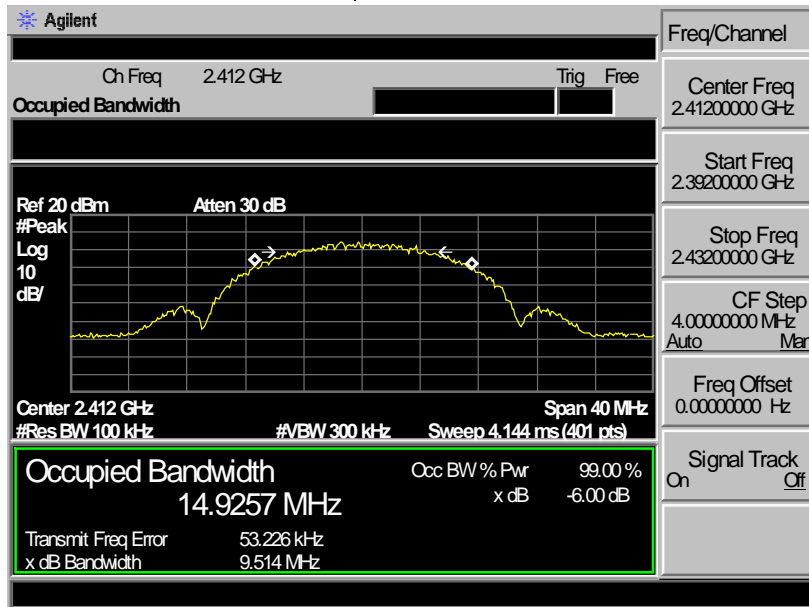 Agilent
Freq/Channel
Ch Freq 2.412 GHz Trig Free
Occupied Bandwidth
Center Freq
2.41200000 GHz
Start Freq
2.39200000 GHz
Stop Freq
2.43200000 GHz
CF Step
4.00000000 MHz
Auto Man
Freq Offset
0.00000000 Hz
Signal Track
On Off
Ref 20 dBm Atten 30 dB
#Peak
Log
10
dB/
Center 2.412 GHz Span 40 MHz
#Res BW 100 kHz #VBW 300 kHz Sweep 4.144 ms (401 pts)
Occupied Bandwidth
14.9257 MHz
Occ BW % Pwr 99.00 %
x dB -6.00 dB
Transmit Freq Error 53.226 kHz
x dB Bandwidth 9.514 MHz